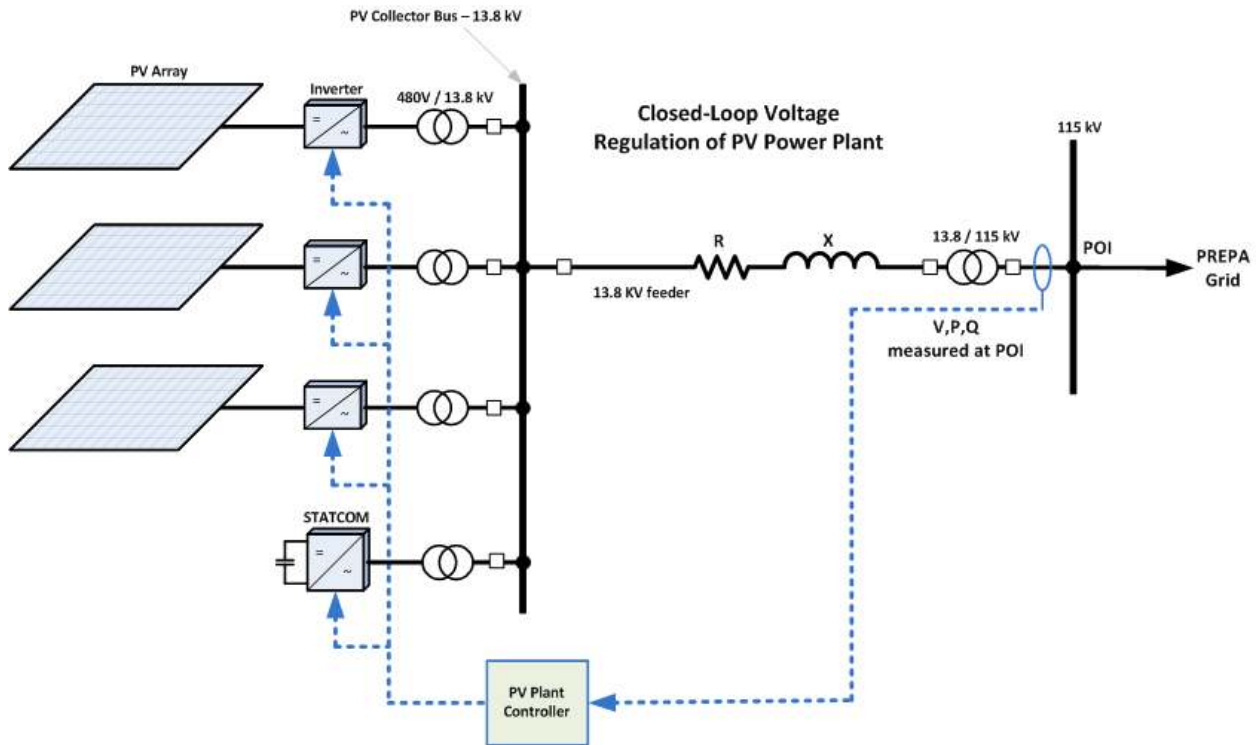 PV Collector Bus – 13.8 kV
PV Array
Inverter
480V / 13.8 kV
Closed-Loop Voltage
Regulation of PV Power Plant
115 kV
=
~
R
X
13.8 / 115 kV
POI
PREPA
Grid
=
~
13.8 KV feeder
V,P,Q
measured at POI
=
~
STATCOM
=
~
PV Plant
Controller